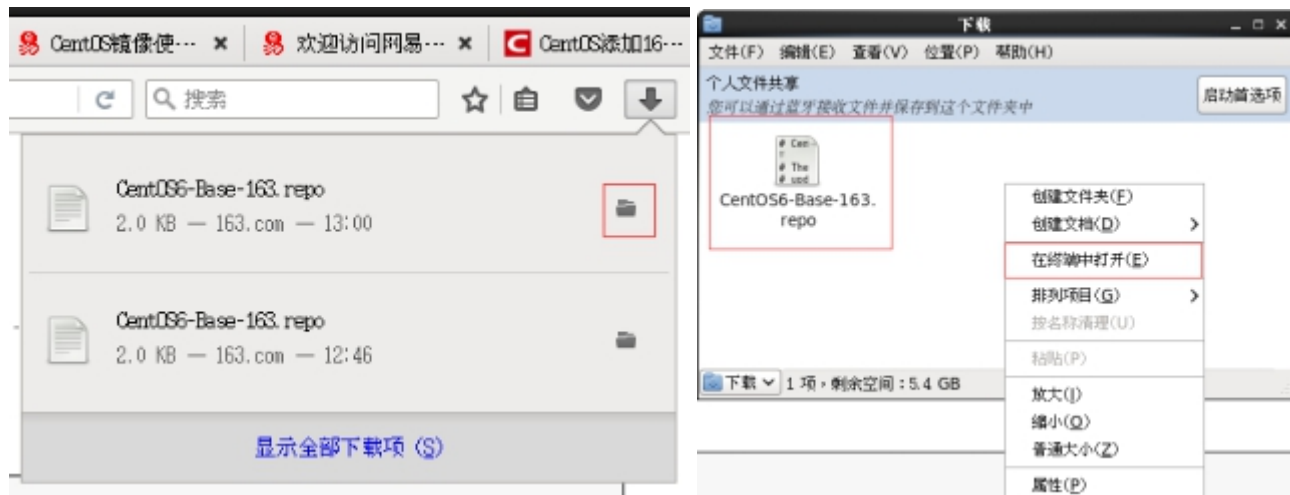 CentOS镜像使…
欢迎访问网易…
CentOS添加16…
搜索
CentOS6-Base-163.repo
2.0 KB — 163.com — 13:00
CentOS6-Base-163.repo
2.0 KB — 163.com — 12:46
显示全部下载项 (S)
下载
文件(F) 编辑(E) 查看(V) 位置(P) 帮助(H)
个人文件共享
您可以通过蓝牙接收文件并保存到这个文件夹中
启动首选项
# Cen
#
# The
# upd
CentOS6-Base-163.
repo
创建文件夹(F)
创建文档(D)
在终端中打开(E)
排列项目(G)
按名称清理(U)
粘贴(P)
放大(I)
缩小(O)
普通大小(Z)
属性(P)
下载
1 项，剩余空间：5.4 GB